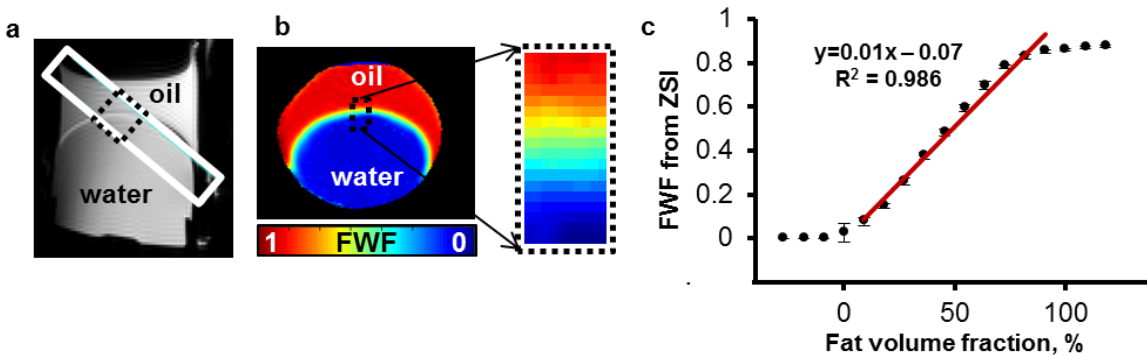 a
oil
water
b
oil
water
1 FWF 0
c
y=0.01x – 0.07
R² = 0.986
FWF from ZSI
1
0.8
0.6
0.4
0.2
0
0 50 100
Fat volume fraction, %